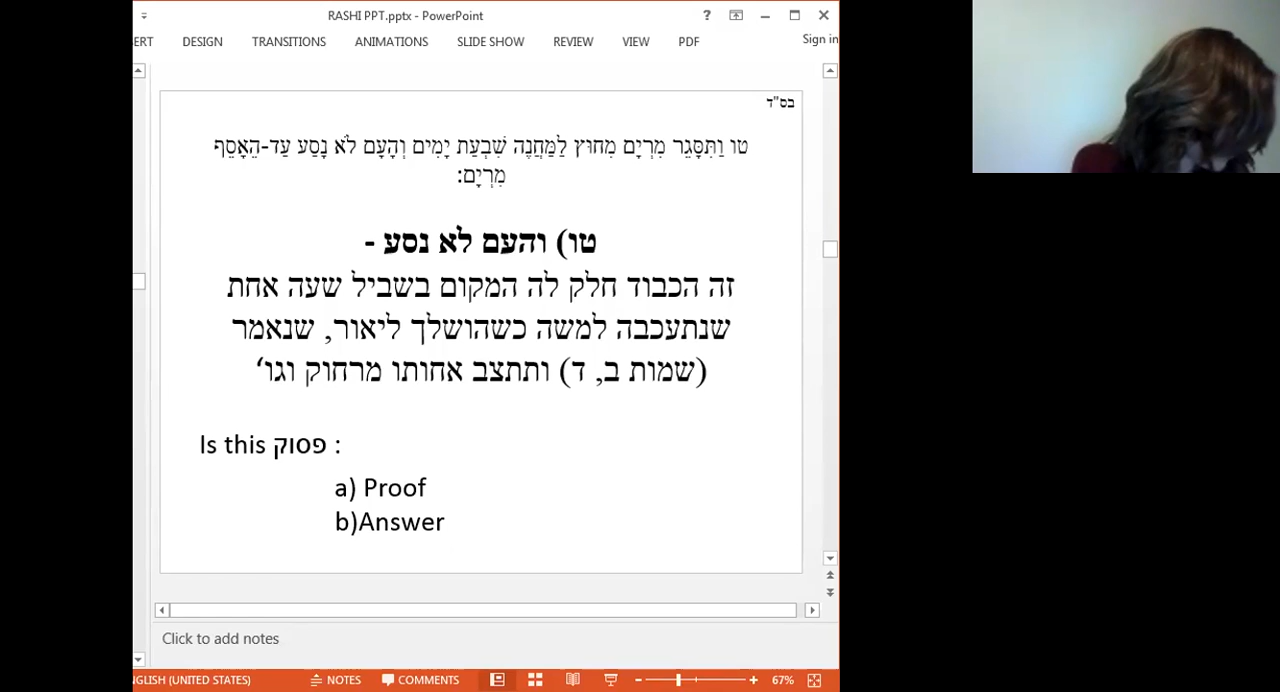 RASHI PPT.pptx - PowerPoint
?
ERT DESIGN TRANSITIONS ANIMATIONS SLIDE SHOW REVIEW VIEW PDF Sign in
בס"ד
טו וַתִּסָּגֵר מִרְיָם מִחוּץ לַמַּחֲנֶה שִׁבְעַת יָמִים וְהָעָם לֹא נָסַע עַד-הֵאָסֵף
מִרְיָם:
טו) והעם לא נסע -
זה הכבוד חלק לה המקום בשביל שעה אחת
שנתעכבה למשה כשהושלך ליאור, שנאמר
(שמות ב, ד) ותתצב אחותו מרחוק וגו‘
Is this פסוק :
a) Proof
b)Answer
Click to add notes
NGLISH (UNITED STATES) NOTES COMMENTS 67%